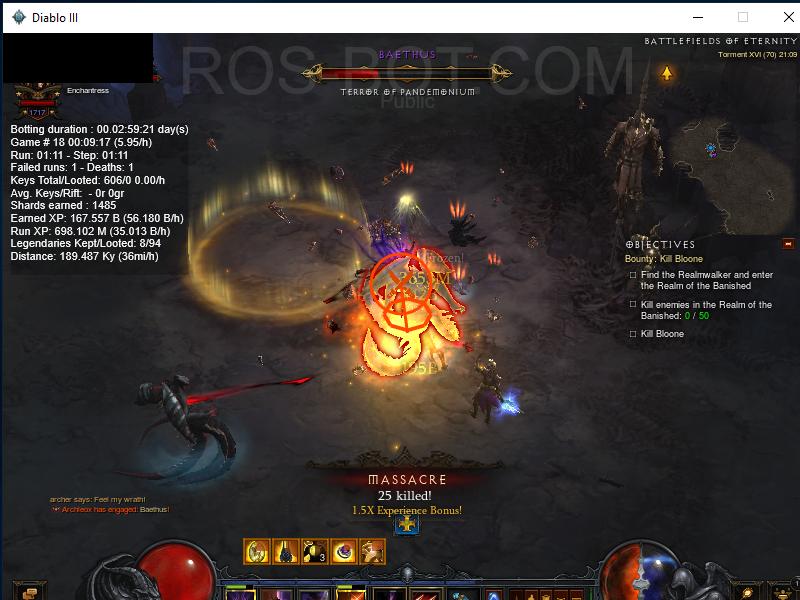 Diablo III
ROS-BOT.COM
Public
BAETHUS
TERROR OF PANDEMONIUM
BATTLEFIELDS OF ETERNITY
Torment XVI (70) 21:09
Enchantress
1717
Botting duration : 00.02:59:21 day(s)
Game # 18 00:09:17 (5.95/h)
Run: 01:11 - Step: 01:11
Failed runs: 1 - Deaths: 1
Keys Total/Looted: 606/0 0.00/h
Avg. Keys/Rift:  - 0r 0gr
Shards earned : 1485
Earned XP: 167.557 B (56.180 B/h)
Run XP: 698.102 M (35.013 B/h)
Legendaries Kept/Looted: 8/94
Distance: 189.487 Ky (36mi/h)
Frozen!
OBJECTIVES
Bounty: Kill Bloone
Find the Realmwalker and enter
the Realm of the Banished
Kill enemies in the Realm of the
Banished: 0 / 50
Kill Bloone
MASSACRE
25 killed!
1.5X Experience Bonus!
archer says: Feel my wrath!
Archleox has engaged: Baethus!
3